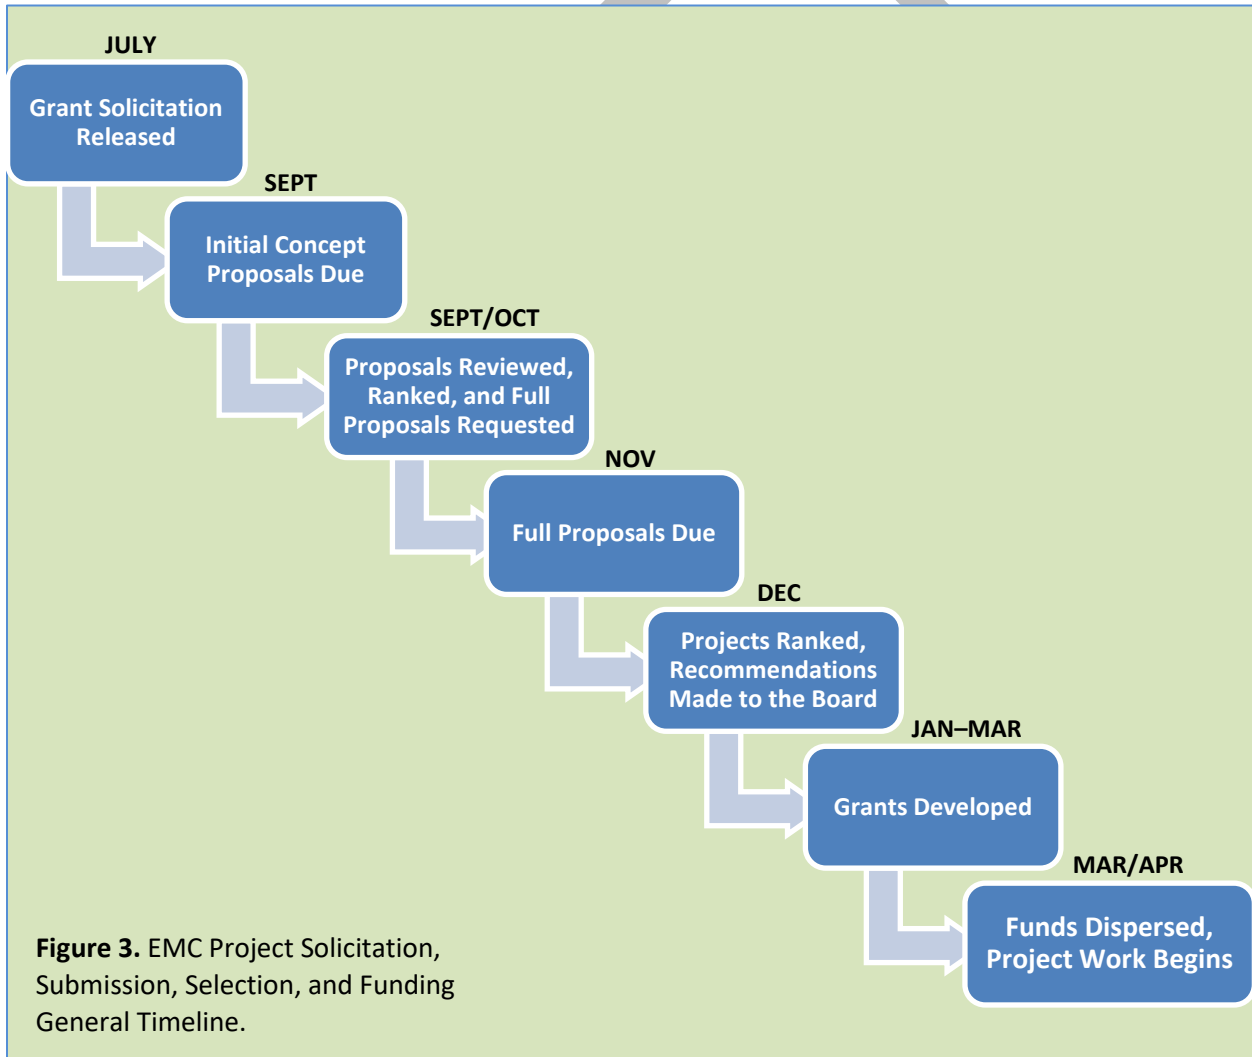 JULY
Grant Solicitation
Released
SEPT
Initial Concept
Proposals Due
SEPT/OCT
Proposals Reviewed,
Ranked, and Full
Proposals Requested
NOV
Full Proposals Due
DEC
Projects Ranked,
Recommendations
Made to the Board
JAN–MAR
Grants Developed
MAR/APR
Funds Dispersed,
Project Work Begins
Figure 3. EMC Project Solicitation,
Submission, Selection, and Funding
General Timeline.